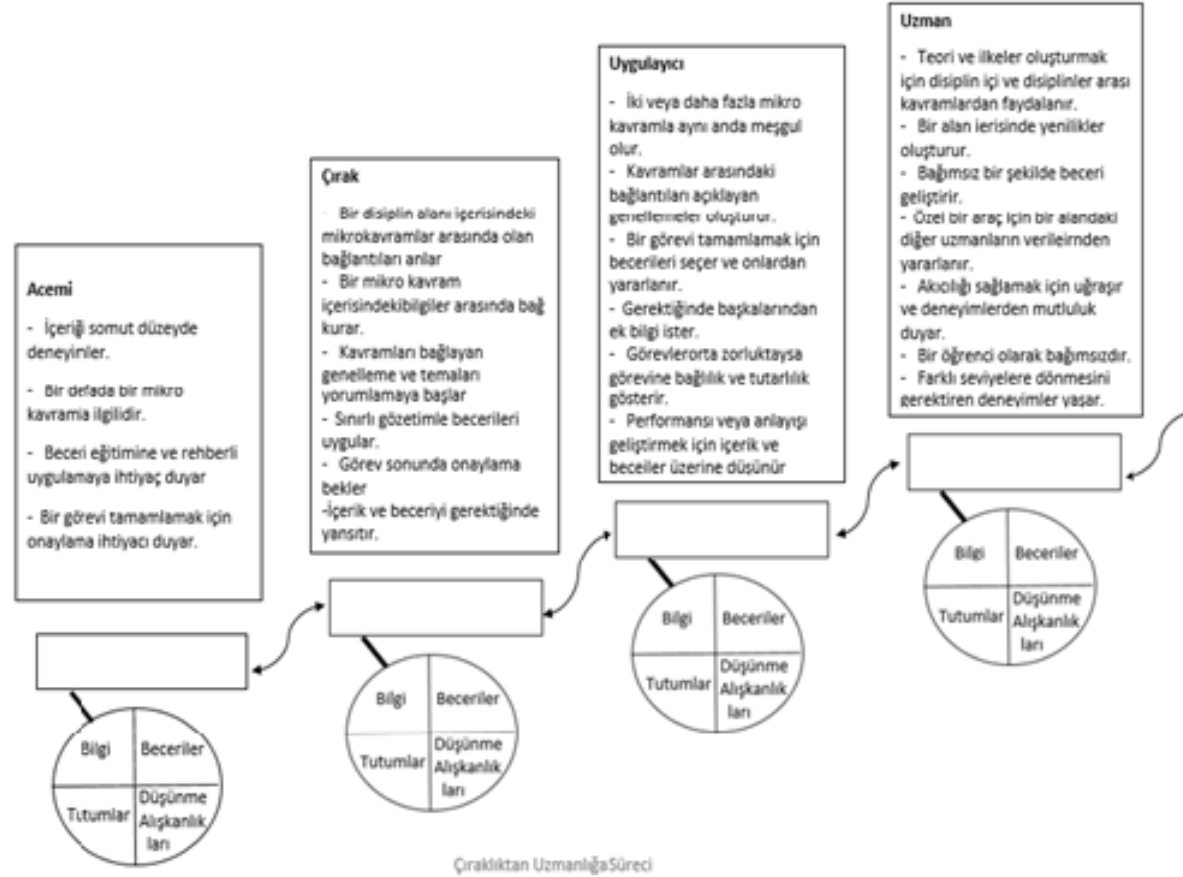 Acemi
- İçeriği somut düzeyde
deneyimler.
- Bir defada bir mikro
kavramla ilgilidir.
- Beceri eğitimine ve rehberli
uygulamaya ihtiyaç duyar
- Bir görevi tamamlamak için
onaylama ihtiyacı duyar.
Bilgi
Beceriler
Tutumlar
Düşünme
Alışkanlık
ları
Çırak
- Bir disiplin alanı içerisindeki
mikrokavramlar arasında olan
bağlantıları anlar
- Bir mikro kavram
içerisindekibilgiler arasında bağ
kurar.
- Kavramları bağlayan
genelleme ve temaları
yorumlamaya başlar
- Sınırlı gözetimle becerileri
uygular.
- Görev sonunda onaylama
bekler
-İçerik ve beceriyi gerektiğinde
yansıtır.
Bilgi
Beceriler
Tutumlar
Düşünme
Alışkanlık
ları
Uygulayıcı
- İki veya daha fazla mikro
kavramla aynı anda meşgul
olur.
- Kavramlar arasındaki
bağlantıları açıklayan
genellemeler oluşturur.
- Bir görevi tamamlamak için
becerileri seçer ve onlardan
yararlanır.
- Gerektiğinde başkalarından
ek bilgi ister.
- Görevlerorta zorluktaysa
görevine bağlılık ve tutarlılık
gösterir.
- Performansı veya anlayışı
geliştirmek için içerik ve
beceiler üzerine düşünür
Bilgi
Beceriler
Tutumlar
Düşünme
Alışkanlık
ları
Uzman
- Teori ve ilkeler oluşturmak
için disiplin içi ve disiplinler arası
kavramlardan faydalanır.
- Bir alan ierisinde yenilikler
oluşturur.
- Bağımsız bir şekilde beceri
geliştirir.
- Özel bir araç için bir alandaki
diğer uzmanların verileirnden
yararlanır.
- Akıcılığı sağlamak için uğraşır
ve deneyimlerden mutluluk
duyar.
- Bir öğrenci olarak bağımsızdır.
- Farklı seviyelere dönmesini
gerektiren deneyimler yaşar.
Bilgi
Beceriler
Tutumlar
Düşünme
Alışkanlık
ları
Çıraklıktan UzmanlığaSüreci